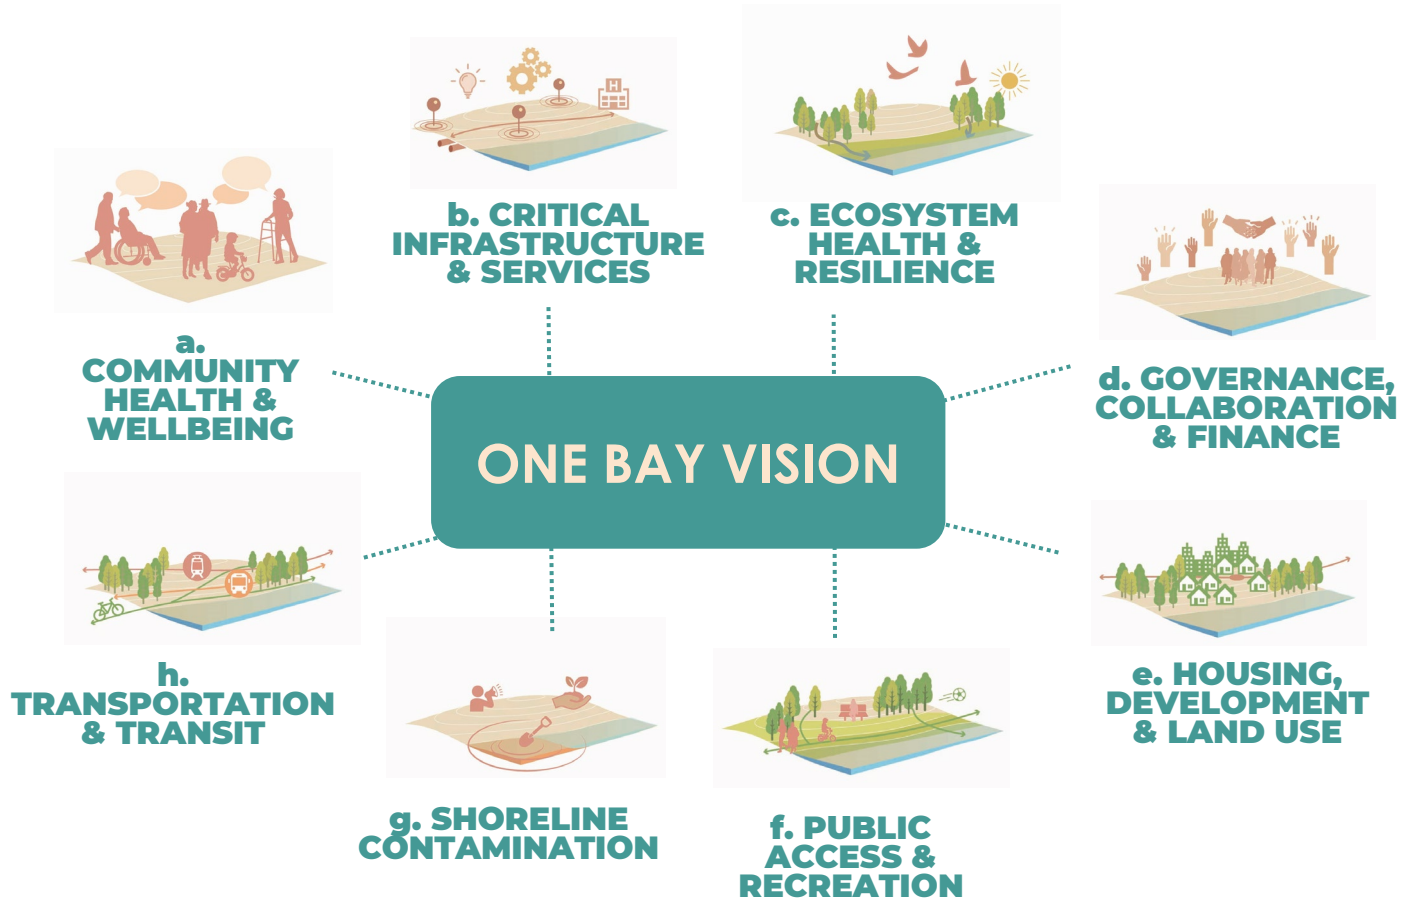 a.
COMMUNITY
HEALTH &
WELLBEING
b. CRITICAL
INFRASTRUCTURE
& SERVICES
c. ECOSYSTEM
HEALTH &
RESILIENCE
d. GOVERNANCE,
COLLABORATION
& FINANCE
ONE BAY VISION
e. HOUSING,
DEVELOPMENT
& LAND USE
f. PUBLIC
ACCESS &
RECREATION
g. SHORELINE
CONTAMINATION
h.
TRANSPORTATION
& TRANSIT
H